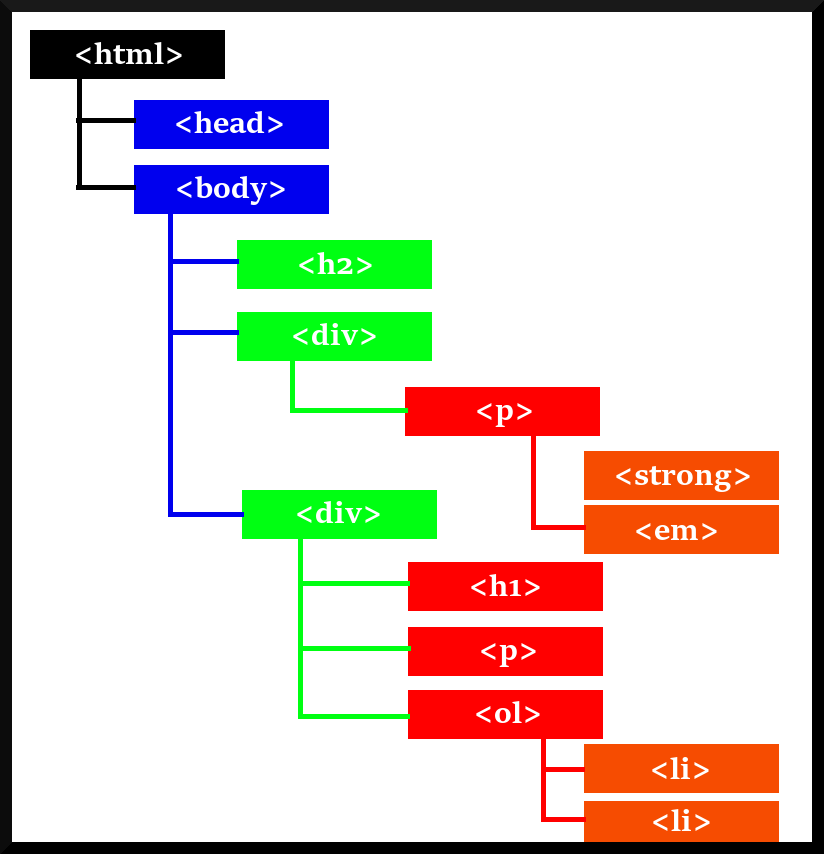 <html>
<head>
<body>
<h2>
<div>
<p>
<strong>
<em>
<div>
<h1>
<p>
<ol>
<li>
<li>